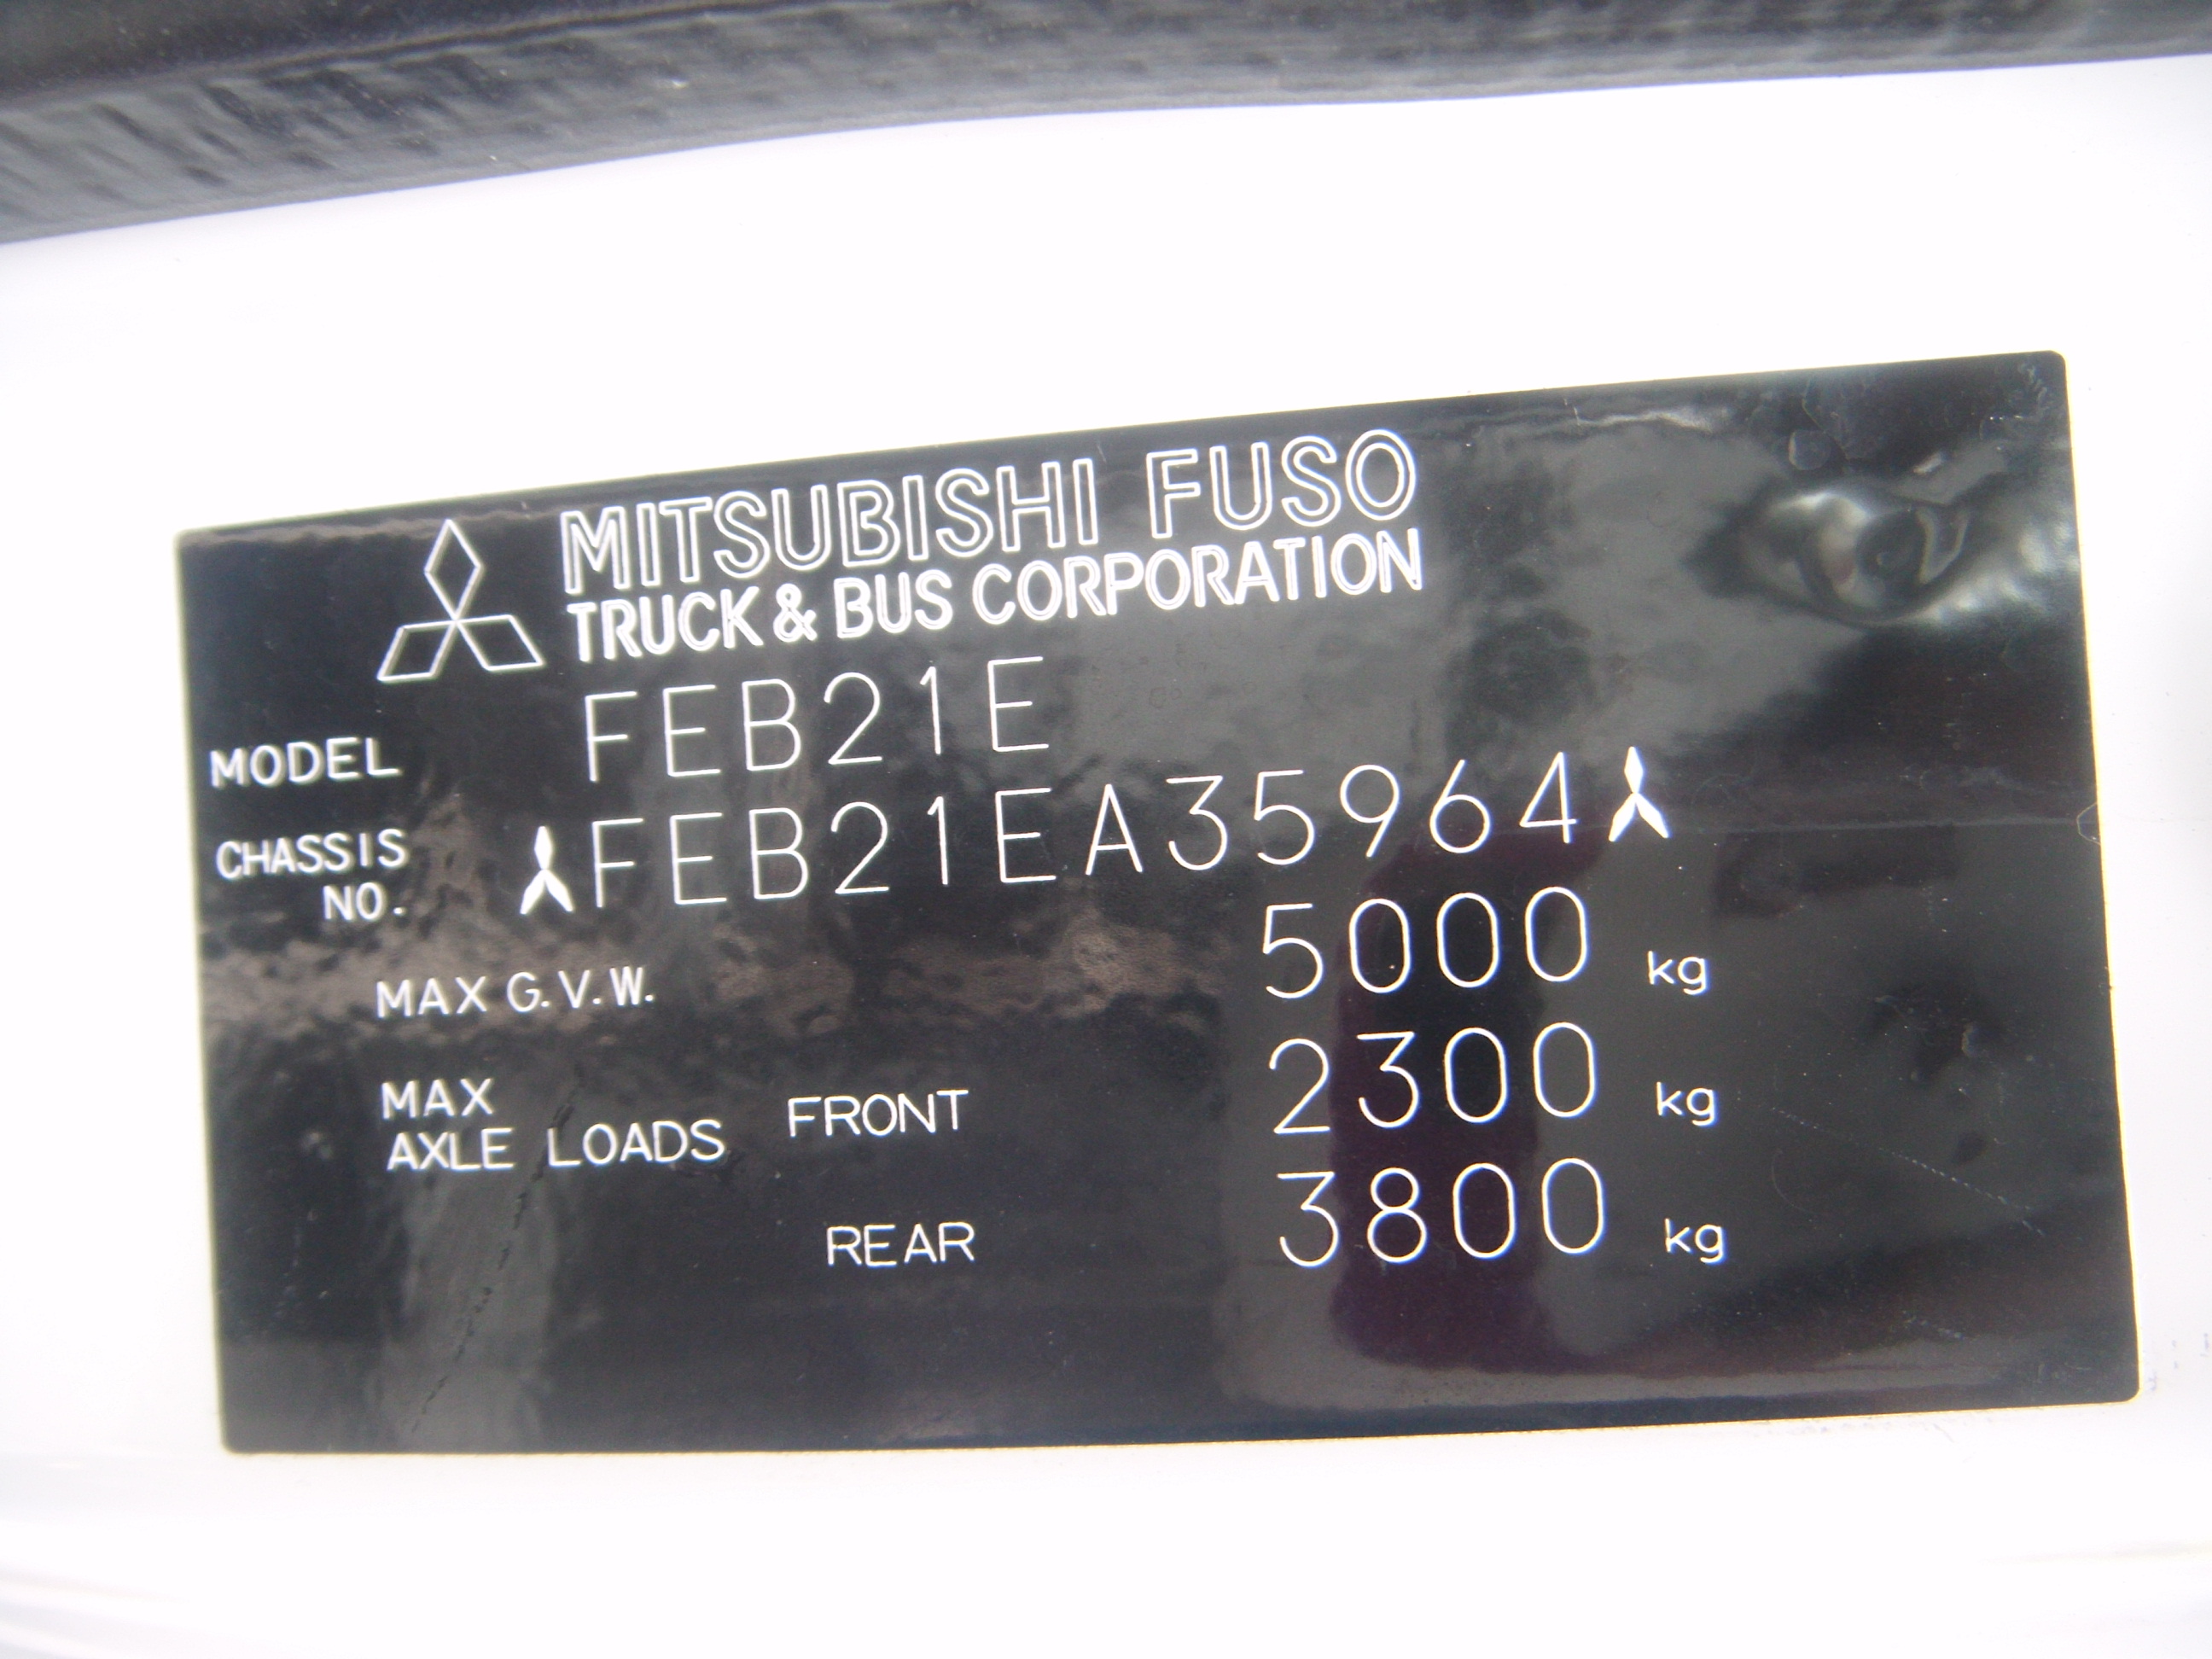 MITSUBISHI FUSO
TRUCK & BUS CORPORATION
MODEL FEB21E
CHASSIS NO. FEB21EA35964
MAX G.V.W. 5000 kg
MAX AXLE LOADS FRONT 2300 kg
REAR 3800 kg